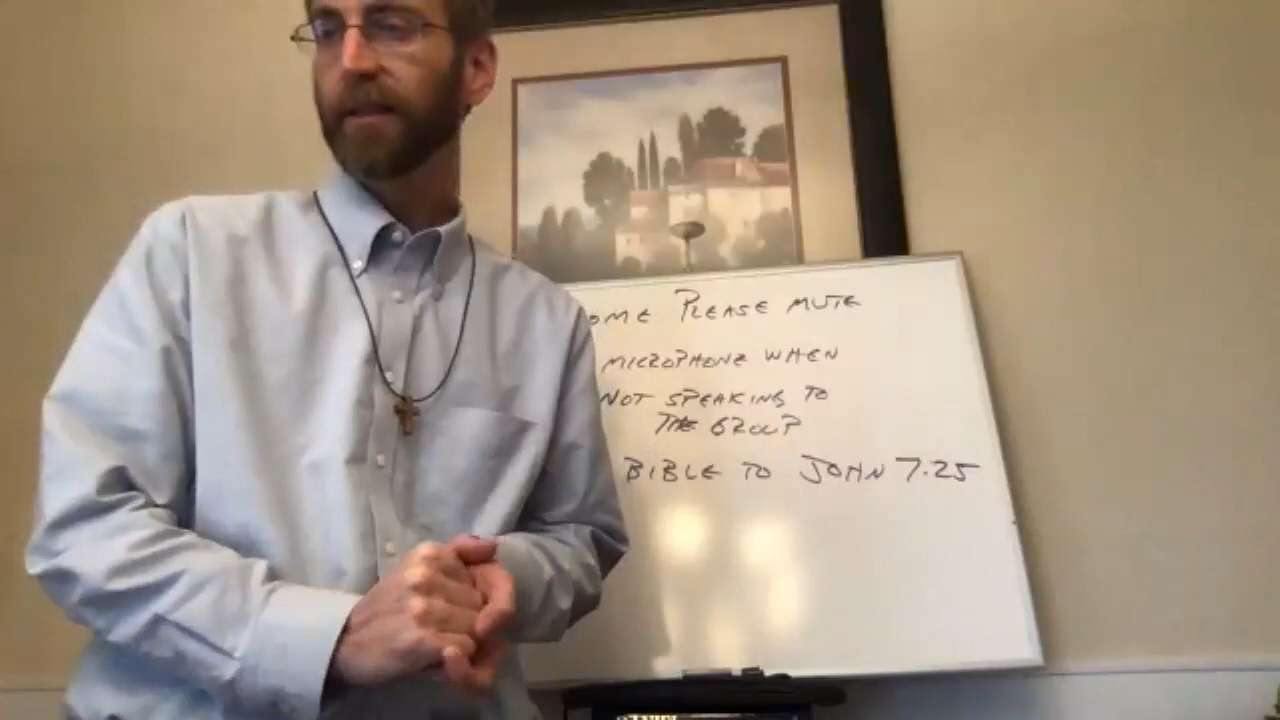 OME PLEASE MUTE
MICROPHONE WHEN
NOT SPEAKING TO
THE GROUP
BIBLE TO JOHN 7:25